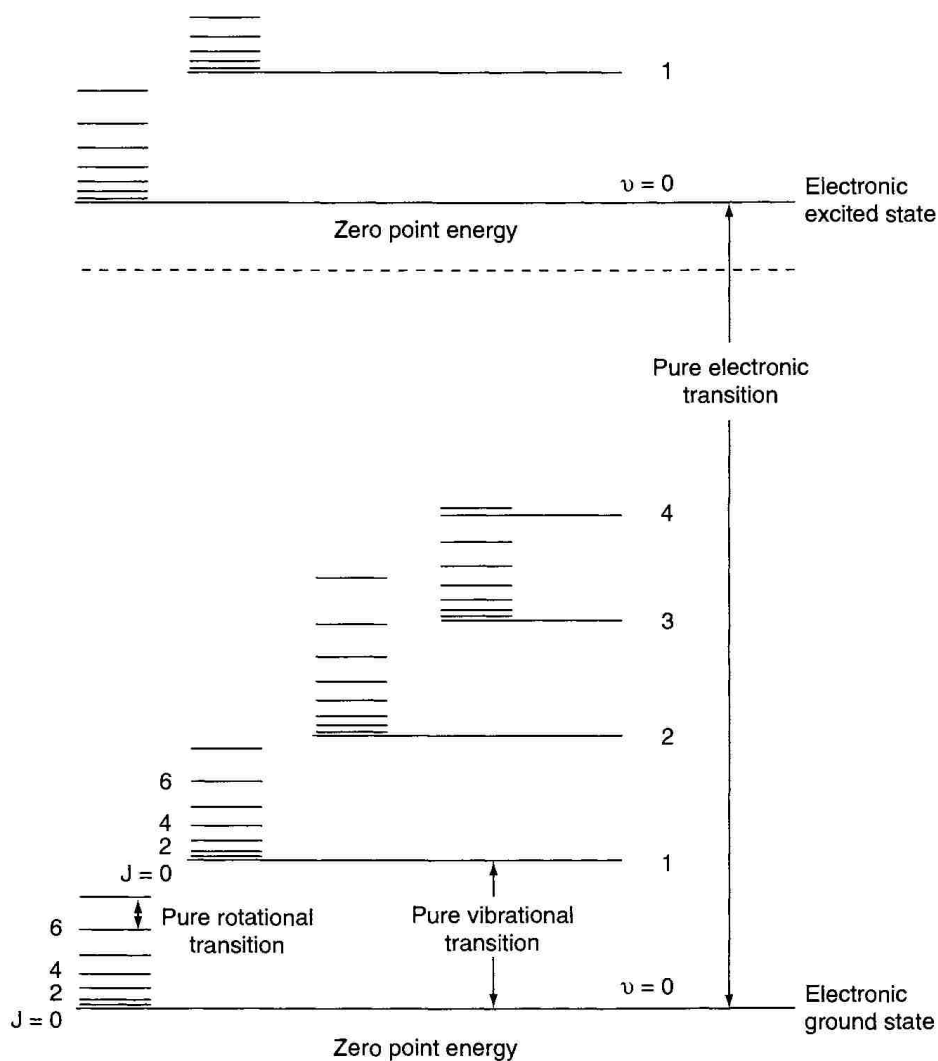 1
υ = 0
Electronic
excited state
Zero point energy
Pure electronic
transition
4
3
2
6
4
2
J = 0
1
6
Pure rotational
transition
Pure vibrational
transition
4
2
J = 0
υ = 0
Electronic
ground state
Zero point energy